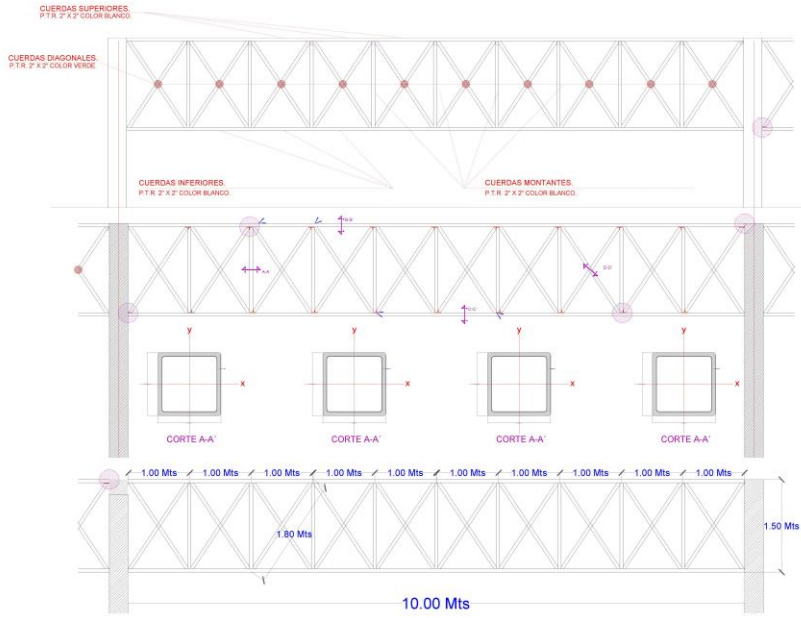 CUERDAS SUPERIORES.
P.T.R. 2" X 2" COLOR BLANCO.
CUERDAS DIAGONALES.
P.T.R. 2" X 2" COLOR VERDE
CUERDAS INFERIORES.
P.T.R. 2" X 2" COLOR BLANCO.
CUERDAS MONTANTES.
P.T.R. 2" X 2" COLOR BLANCO.
y y y y
x x x x
CORTE A-A´ CORTE A-A´ CORTE A-A´ CORTE A-A´
1.00 Mts 1.00 Mts 1.00 Mts 1.00 Mts 1.00 Mts 1.00 Mts 1.00 Mts 1.00 Mts 1.00 Mts 1.00 Mts
1.80 Mts
1.50 Mts
10.00 Mts